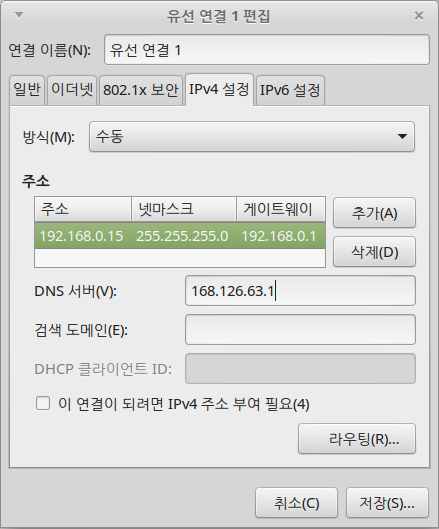 유선 연결 1 편집
연결 이름(N): 유선 연결 1
일반 이더넷 802.1x 보안 IPv4 설정 IPv6 설정
방식(M): 수동
주소
주소 넷마스크 게이트웨이
192.168.0.15 255.255.255.0 192.168.0.1
추가(A)
삭제(D)
DNS 서버(V): 168.126.63.1
검색 도메인(E):
DHCP 클라이언트 ID:
이 연결이 되려면 IPv4 주소 부여 필요(4)
라우팅(R)...
취소(C) 저장(S)...